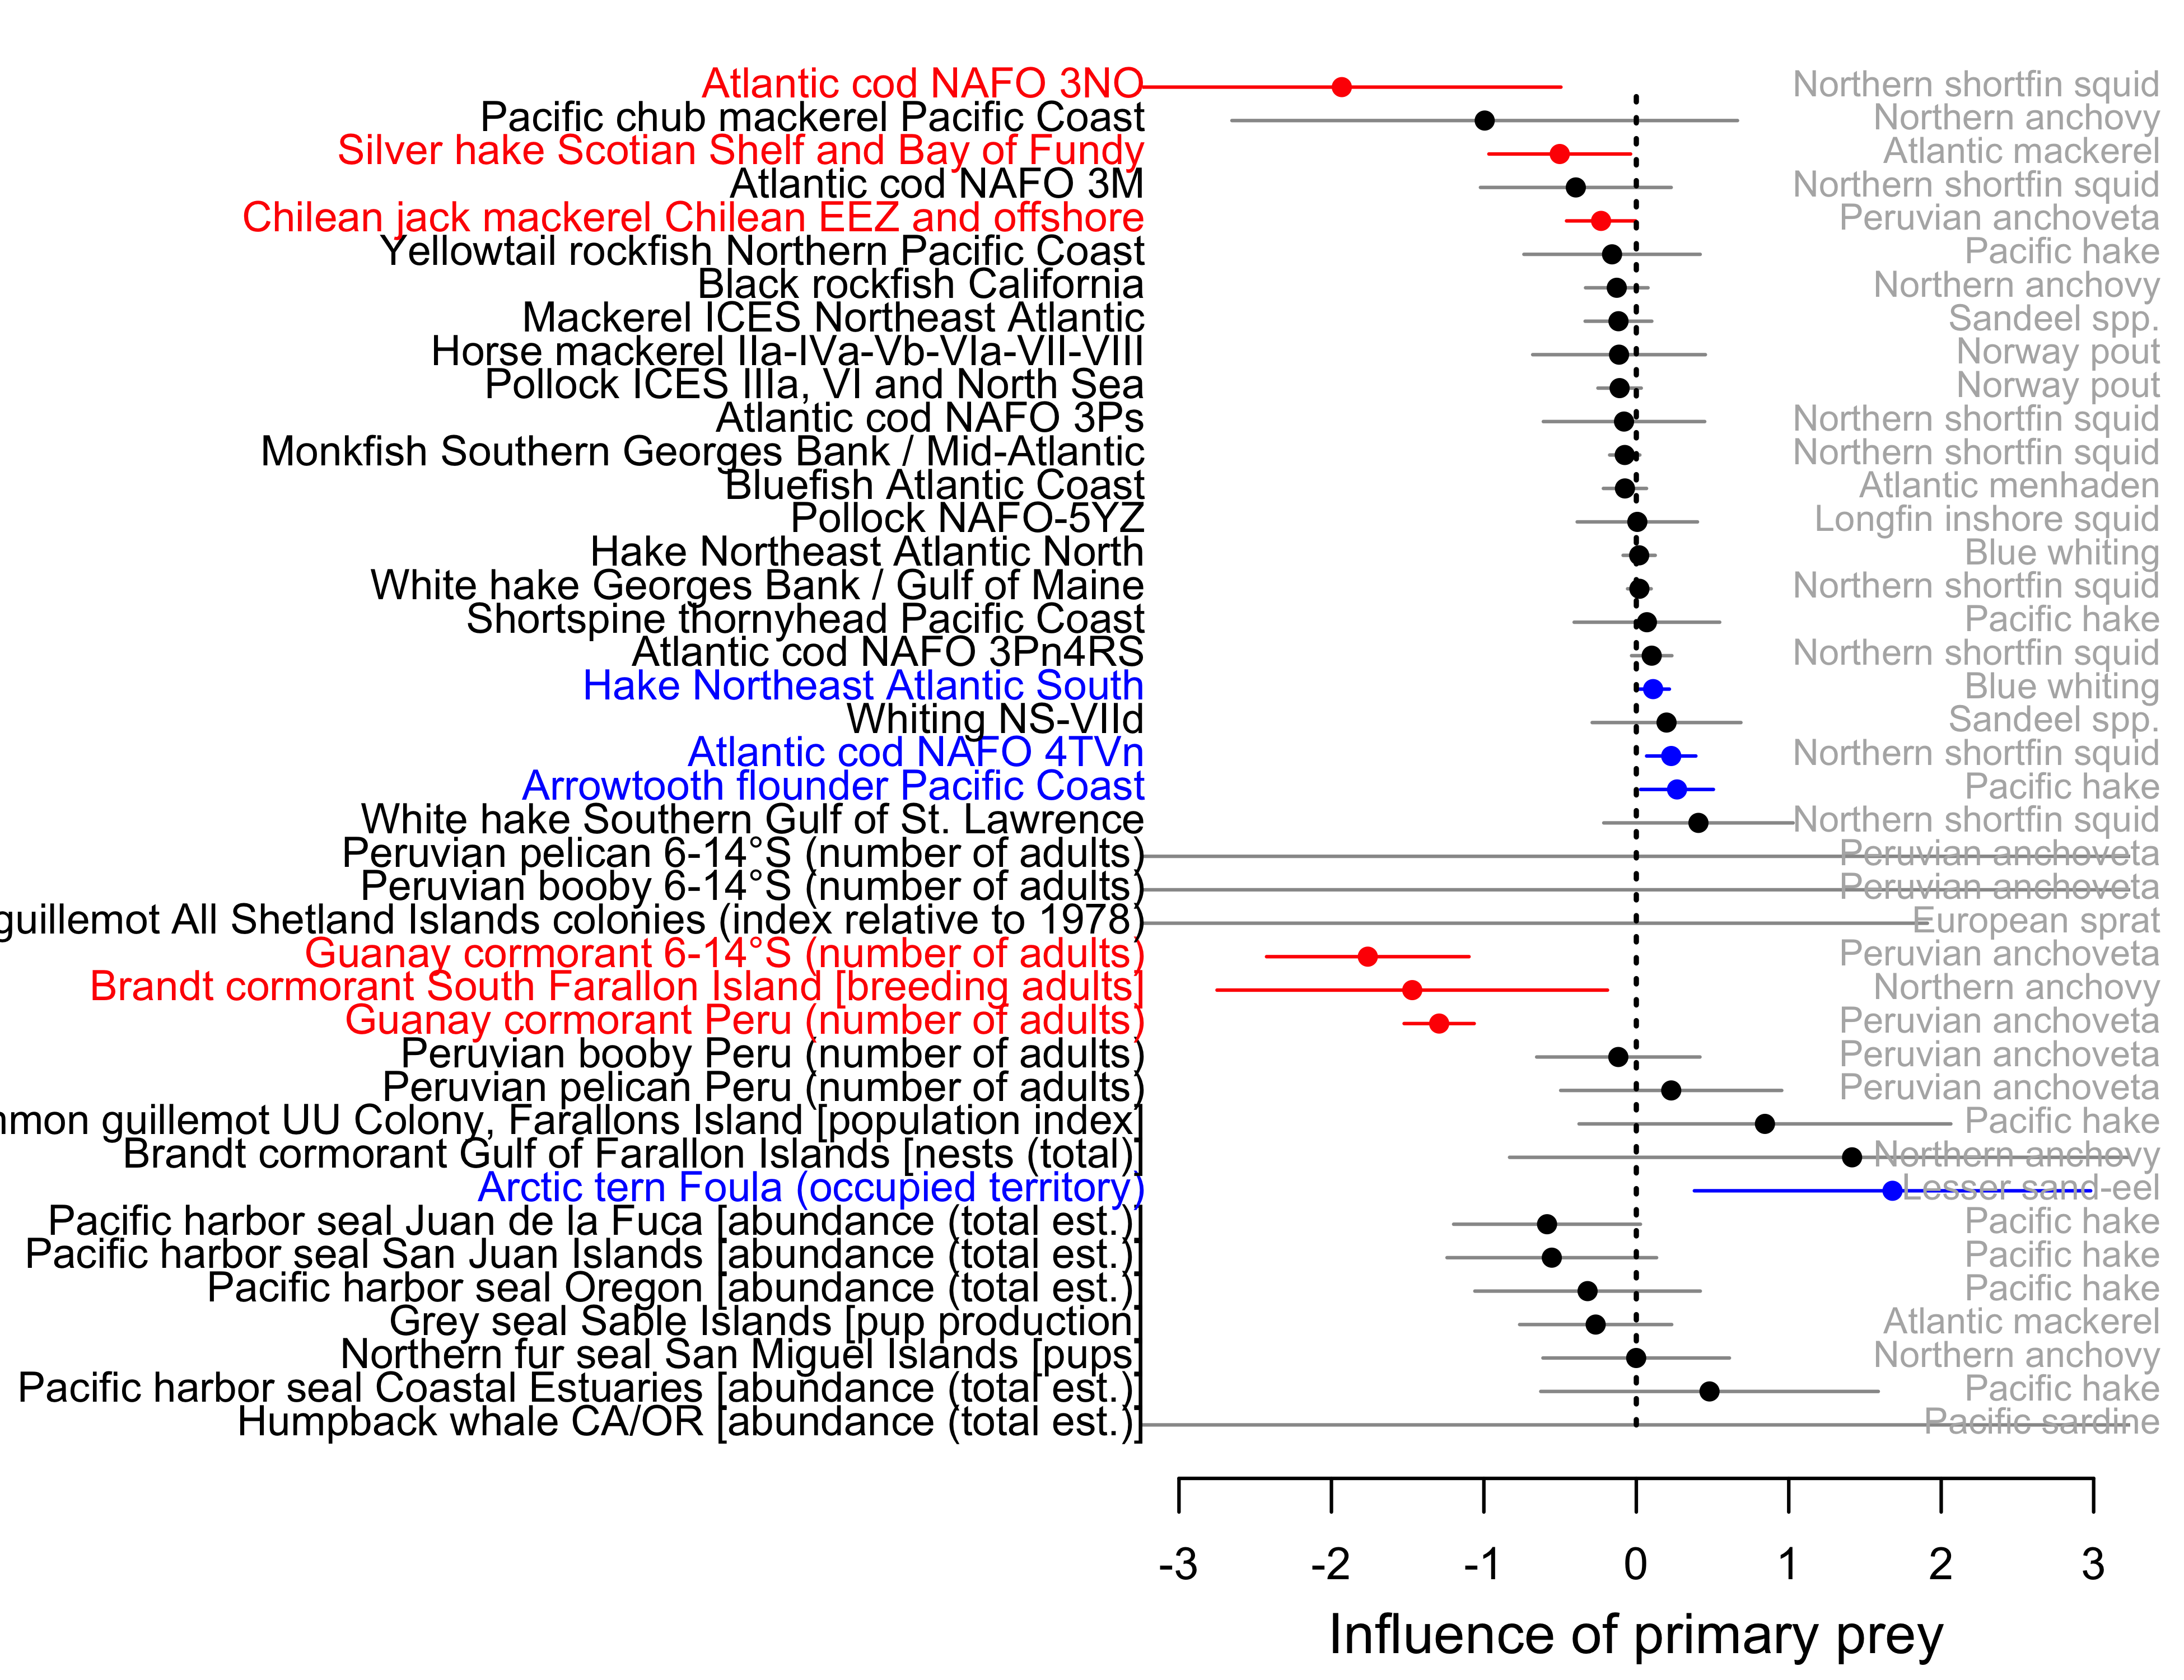 Atlantic cod NAFO 3NO Northern shortfin squid
Pacific chub mackerel Pacific Coast Northern anchovy
Silver hake Scotian Shelf and Bay of Fundy Atlantic mackerel
Atlantic cod NAFO 3M Northern shortfin squid
Chilean jack mackerel Chilean EEZ and offshore Peruvian anchoveta
Yellowtail rockfish Northern Pacific Coast Pacific hake
Black rockfish California Northern anchovy
Mackerel ICES Northeast Atlantic Sandeel spp.
Horse mackerel IIa-IVa-Vb-VIa-VII-VIII Norway pout
Pollock ICES IIIa, VI and North Sea Norway pout
Atlantic cod NAFO 3Ps Northern shortfin squid
Monkfish Southern Georges Bank / Mid-Atlantic Northern shortfin squid
Bluefish Atlantic Coast Atlantic menhaden
Pollock NAFO-5YZ Longfin inshore squid
Hake Northeast Atlantic North Blue whiting
White hake Georges Bank / Gulf of Maine Northern shortfin squid
Shortspine thornyhead Pacific Coast Pacific hake
Atlantic cod NAFO 3Pn4RS Northern shortfin squid
Hake Northeast Atlantic South Blue whiting
Whiting NS-VIId Sandeel spp.
Atlantic cod NAFO 4TVn Northern shortfin squid
Arrowtooth flounder Pacific Coast Pacific hake
White hake Southern Gulf of St. Lawrence Northern shortfin squid
Peruvian pelican 6-14°S (number of adults) Peruvian anchoveta
Peruvian booby 6-14°S (number of adults) Peruvian anchoveta
guillemot All Shetland Islands colonies (index relative to 1978) European sprat
Guanay cormorant 6-14°S (number of adults) Peruvian anchoveta
Brandt cormorant South Farallon Island [breeding adults] Northern anchovy
Guanay cormorant Peru (number of adults) Peruvian anchoveta
Peruvian booby Peru (number of adults) Peruvian anchoveta
Peruvian pelican Peru (number of adults) Peruvian anchoveta
mmon guillemot UU Colony, Farallons Island [population index] Pacific hake
Brandt cormorant Gulf of Farallon Islands [nests (total)] Northern anchovy
Arctic tern Foula (occupied territory) Lesser sand-eel
Pacific harbor seal Juan de la Fuca [abundance (total est.)] Pacific hake
Pacific harbor seal San Juan Islands [abundance (total est.)] Pacific hake
Pacific harbor seal Oregon [abundance (total est.)] Pacific hake
Grey seal Sable Islands [pup production] Atlantic mackerel
Northern fur seal San Miguel Islands [pups] Northern anchovy
Pacific harbor seal Coastal Estuaries [abundance (total est.)] Pacific hake
Humpback whale CA/OR [abundance (total est.)] Pacific sardine
-3 -2 -1 0 1 2 3
Influence of primary prey